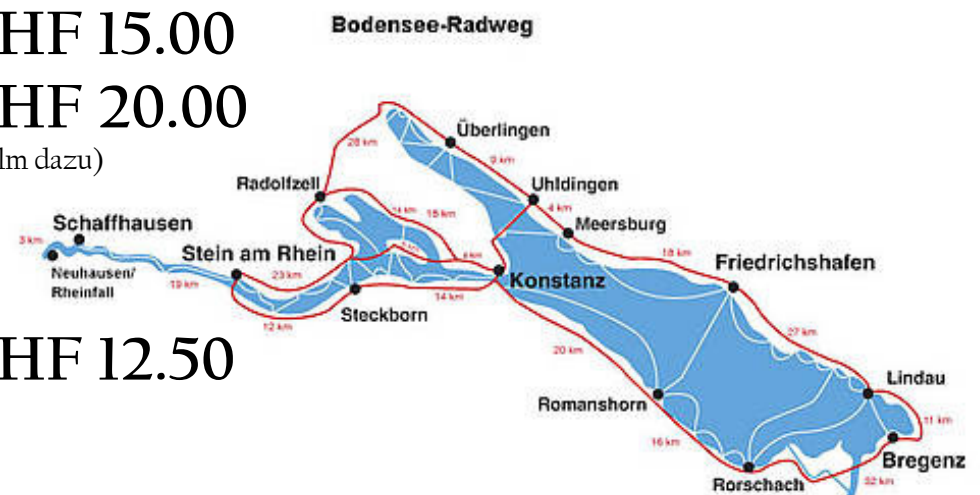 HF 15.00
HF 20.00
lm dazu)
HF 12.50
Bodensee-Radweg
Überlingen
28 km
9 km
Radolfzell
Uhldingen
4 km
15 km
Meersburg
Schaffhausen
3 km
Stein am Rhein
18 km
Friedrichshafen
Neuhausen/
Rheinfall
19 km
23 km
Konstanz
14 km
Steckborn
12 km
27 km
20 km
Lindau
Romanshorn
11 km
16 km
Bregenz
Rorschach